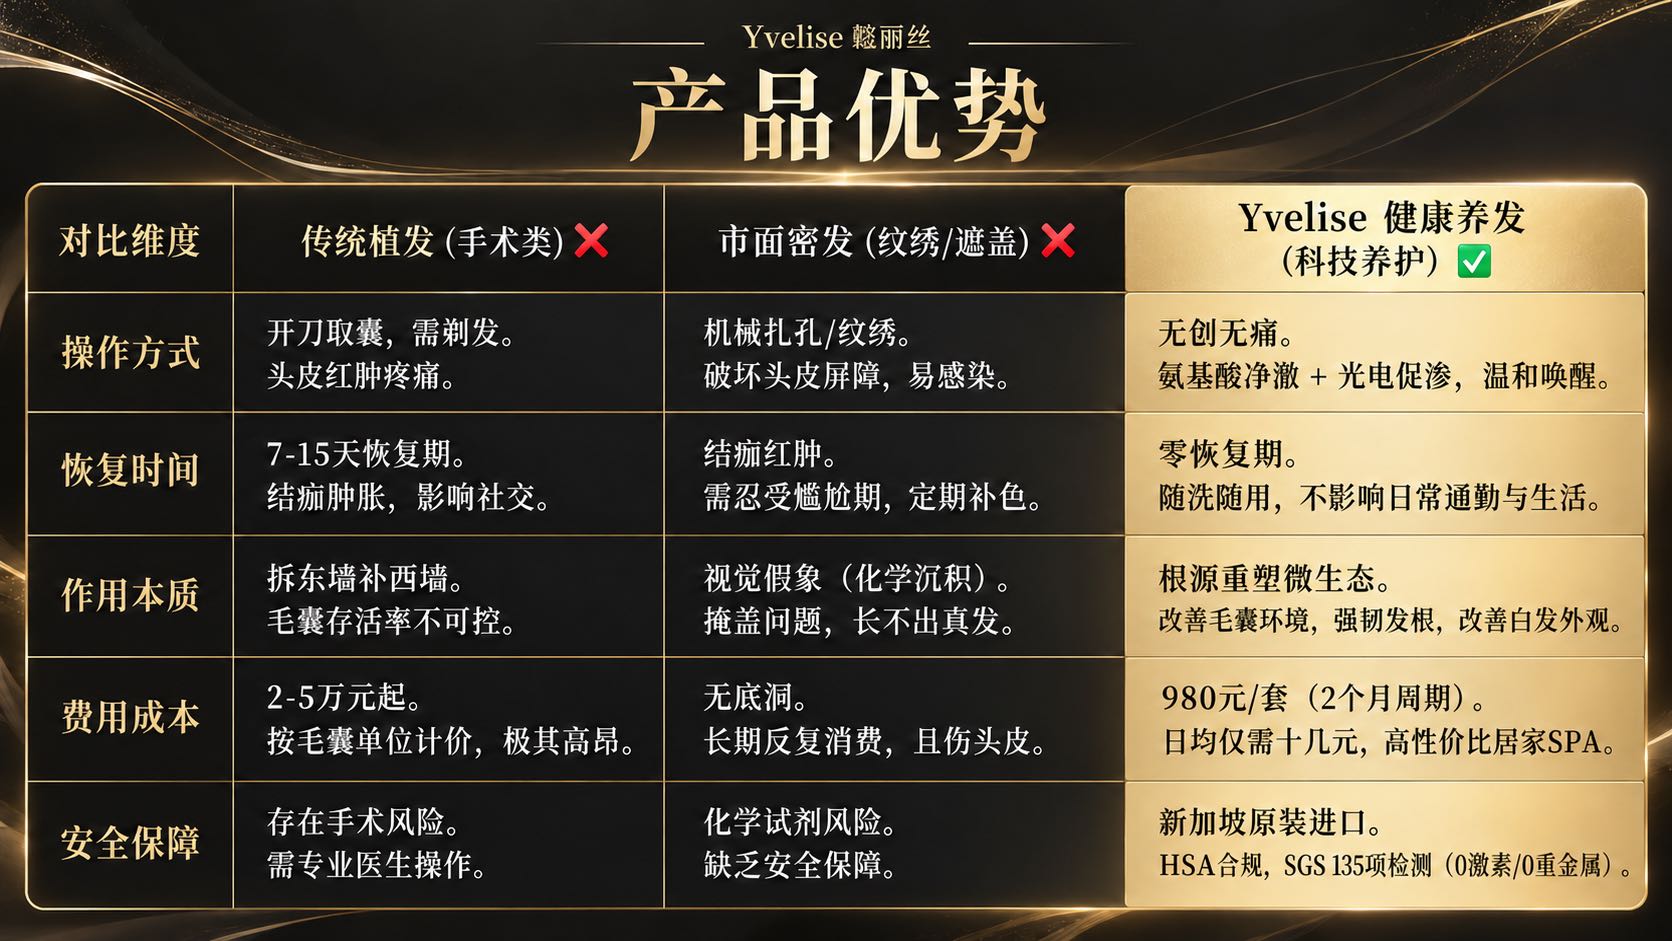 Yvelise 丽丝
产品优势
对比维度
传统植发 (手术类) ❌
市面密发 (纹绣/遮盖) ❌
Yvelise 健康养发
(科技养护) ✅
操作方式
开刀取囊，需剃发。
头皮红肿疼痛。
机械扎孔/纹绣。
破坏头皮屏障，易感染。
无创无痛。
氨基酸净澈 + 光电促渗，温和唤醒。
恢复时间
7-15天恢复期。
结痂肿胀，影响社交。
结痂红肿。
需忍受尴尬期，定期补色。
零恢复期。
随洗随用，不影响日常通勤与生活。
作用本质
拆东墙补西墙。
毛囊存活率不可控。
视觉假象（化学沉积）。
掩盖问题，长不出真发。
根源重塑微生态。
改善毛囊环境，强韧发根，改善白发外观。
费用成本
2-5万元起。
按毛囊单位计价，极其高昂。
无底洞。
长期反复消费，且伤头皮。
980元/套（2个月周期）。
日均仅需十几元，高性价比居家SPA。
安全保障
存在手术风险。
需专业医生操作。
化学试剂风险。
缺乏安全保障。
新加坡原装进口。
HSA合规，SGS 135项检测（0激素/0重金属）。